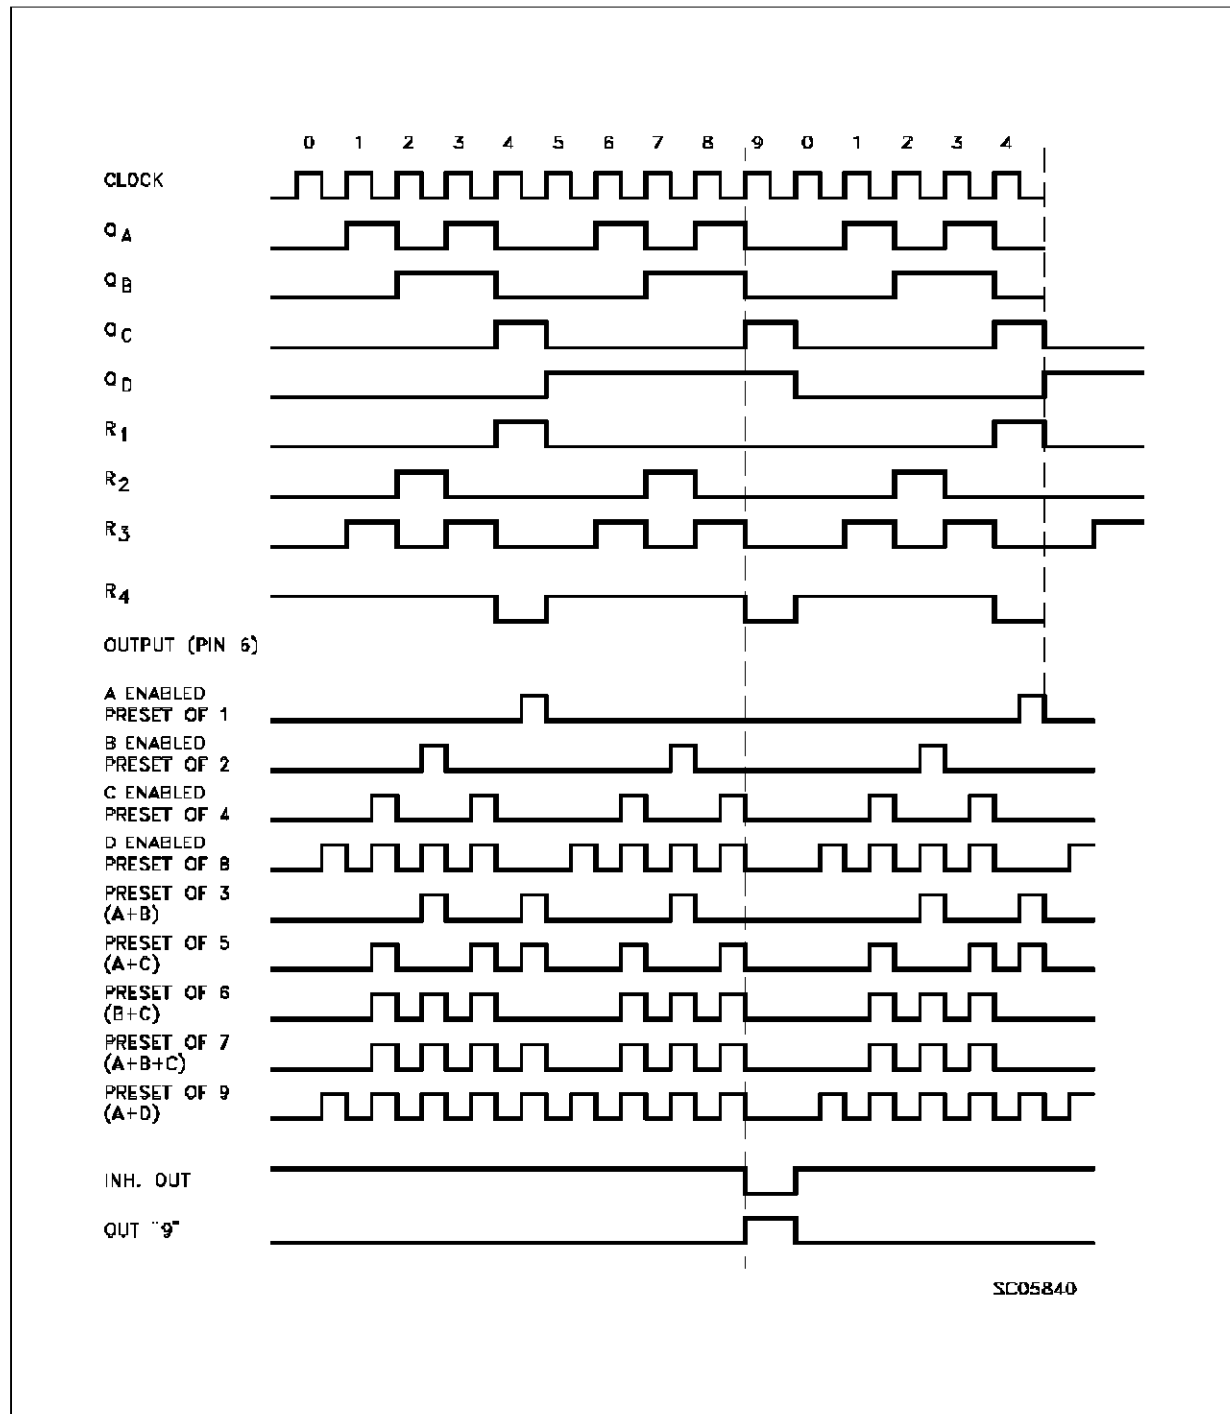 0 1 2 3 4 5 6 7 8 9 0 1 2 3 4
CLOCK
QA
QB
QC
QD
R1
R2
R3
R4
OUTPUT (PIN 6)
A ENABLED
PRESET OF 1
B ENABLED
PRESET OF 2
C ENABLED
PRESET OF 4
D ENABLED
PRESET OF 8
PRESET OF 3
(A+B)
PRESET OF 5
(A+C)
PRESET OF 6
(B+C)
PRESET OF 7
(A+B+C)
PRESET OF 9
(A+D)
INH. OUT
OUT "9"
SC05840